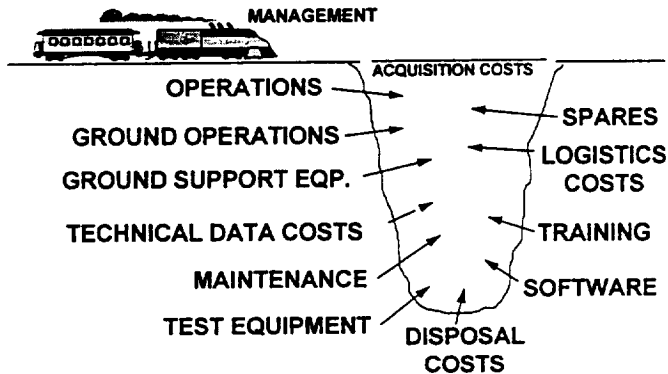 MANAGEMENT
ACQUISITION COSTS
OPERATIONS
SPARES
GROUND OPERATIONS
LOGISTICS
COSTS
GROUND SUPPORT EQP.
TECHNICAL DATA COSTS
TRAINING
MAINTENANCE
SOFTWARE
TEST EQUIPMENT
DISPOSAL
COSTS